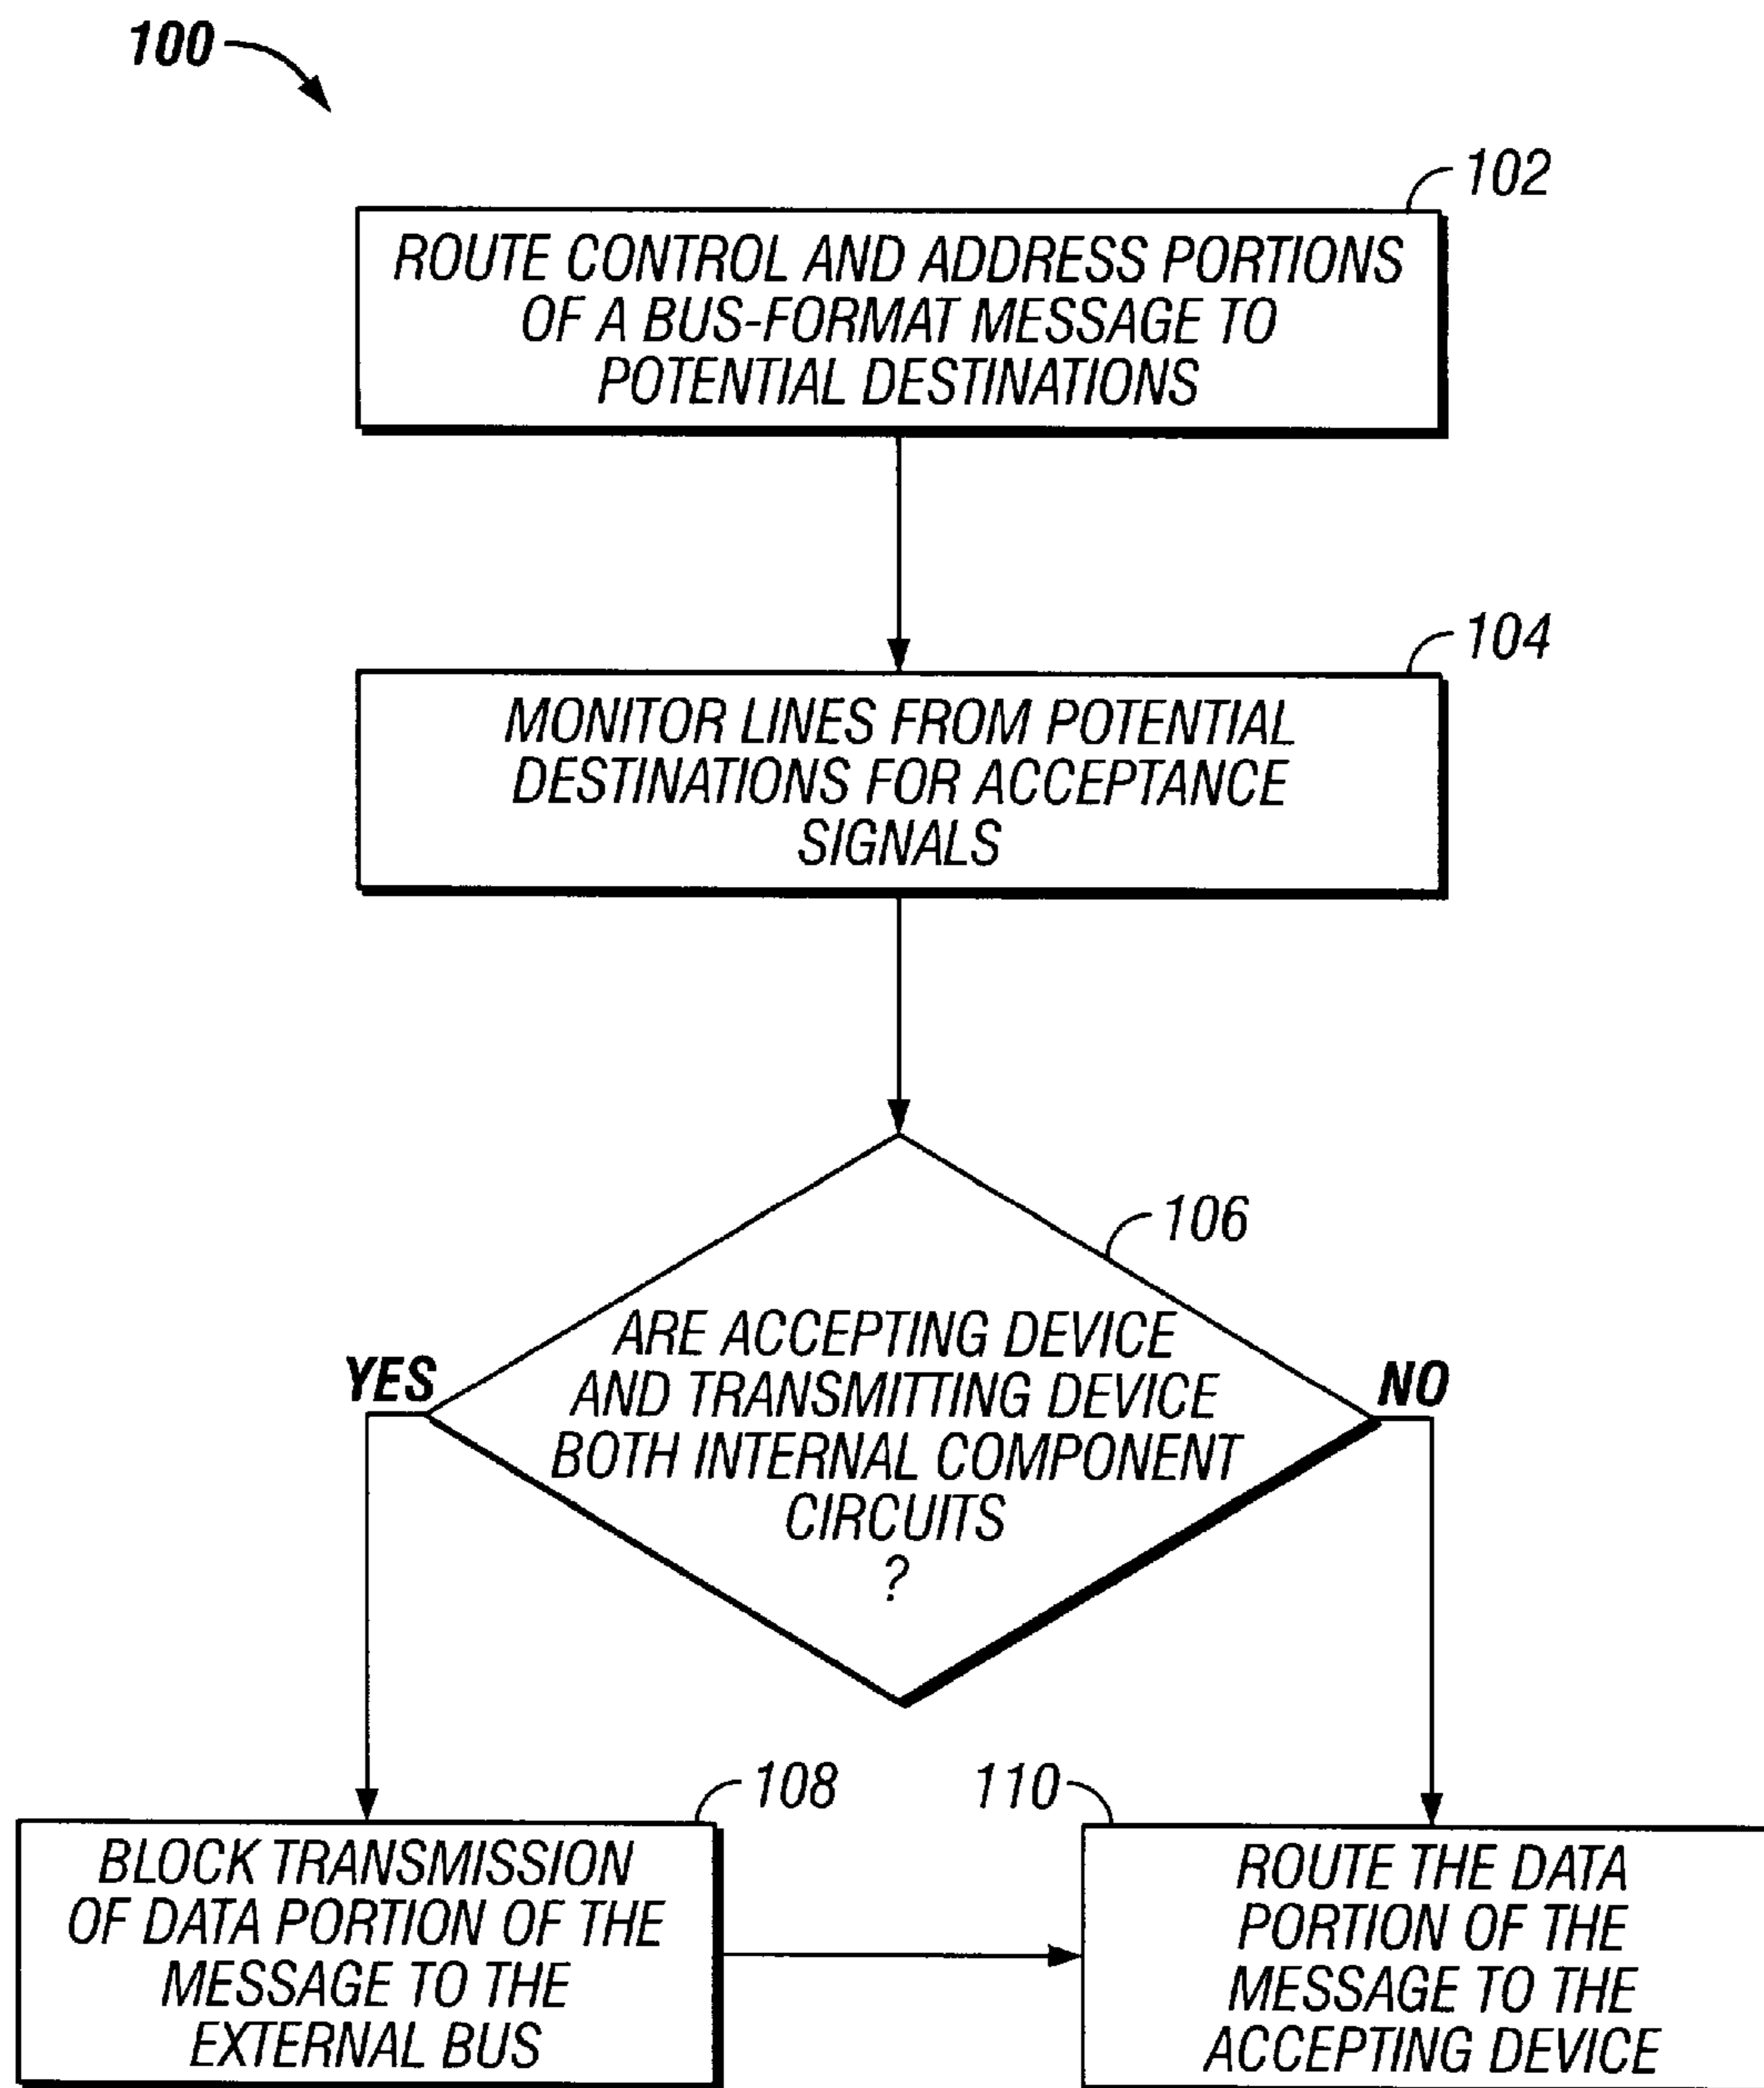 100
102
ROUTE CONTROL AND ADDRESS PORTIONS
OF A BUS-FORMAT MESSAGE TO
POTENTIAL DESTINATIONS
104
MONITOR LINES FROM POTENTIAL
DESTINATIONS FOR ACCEPTANCE
SIGNALS
106
ARE ACCEPTING DEVICE
AND TRANSMITTING DEVICE
BOTH INTERNAL COMPONENT
CIRCUITS
?
YES
NO
108
BLOCK TRANSMISSION
OF DATA PORTION OF THE
MESSAGE TO THE
EXTERNAL BUS
110
ROUTE THE DATA
PORTION OF THE
MESSAGE TO THE
ACCEPTING DEVICE